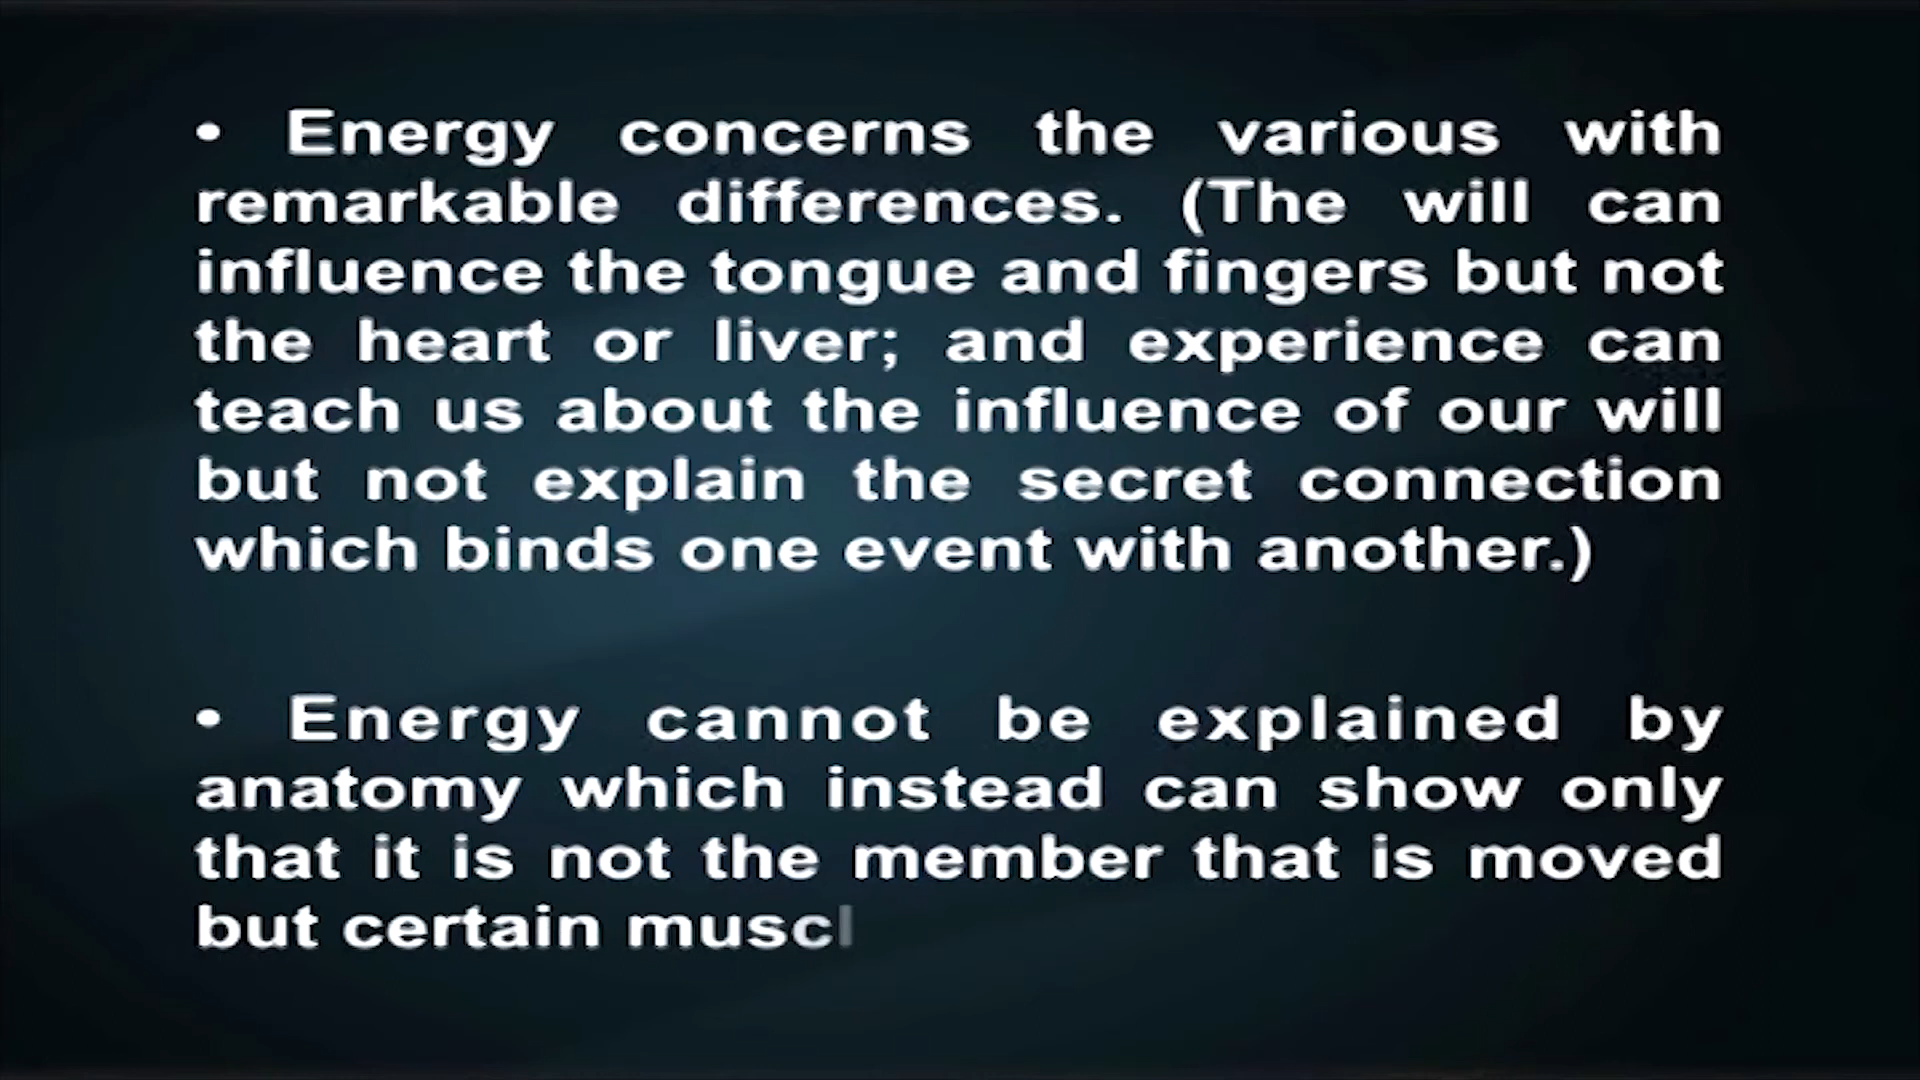 • Energy concerns the various with
remarkable differences. (The will can
influence the tongue and fingers but not
the heart or liver; and experience can
teach us about the influence of our will
but not explain the secret connection
which binds one event with another.)
• Energy cannot be explained by
anatomy which instead can show only
that it is not the member that is moved
but certain muscl